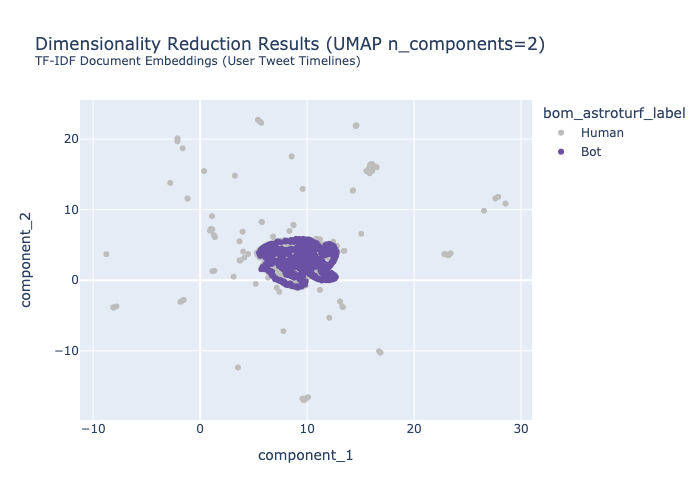 Dimensionality Reduction Results (UMAP n_components=2)
TF-IDF Document Embeddings (User Tweet Timelines)
bom_astroturf_label
Human
Bot
20
10
0
−10
component_2
−10
0
10
20
30
component_1